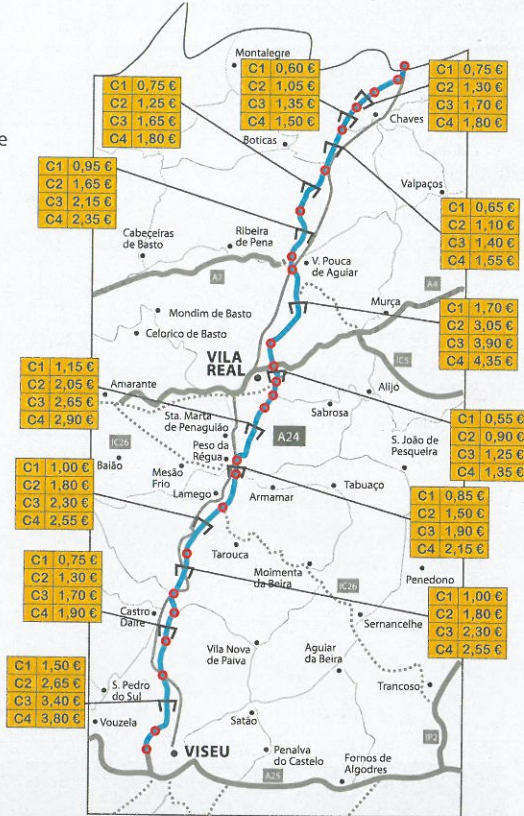 e
Montalegre
C1 0,75 €
C2 1,25 €
C3 1,65 €
C4 1,80 €
C1 0,60 €
C2 1,05 €
C3 1,35 €
C4 1,50 €
C1 0,75 €
C2 1,30 €
C3 1,70 €
C4 1,80 €
Chaves
Boticas
C1 0,95 €
C2 1,65 €
C3 2,15 €
C4 2,35 €
Valpaços
C1 0,65 €
C2 1,10 €
C3 1,40 €
C4 1,55 €
Cabeçeiras
de Basto
Ribeira
de Pena
V. Pouca
de Aguiar
A7
A4
Murça
C1 1,70 €
C2 3,05 €
C3 3,90 €
C4 4,35 €
Mondim de Basto
Celorico de Basto
VILA
REAL
IC5
C1 1,15 €
C2 2,05 €
C3 2,65 €
C4 2,90 €
Amarante
Alijó
Sabrosa
Sta. Marta
de Penaguião
C1 0,55 €
C2 0,90 €
C3 1,25 €
C4 1,35 €
IC26
A24
Peso da
Régua
S. João de
Pesqueira
Baião
Mesão
Frio
C1 1,00 €
C2 1,80 €
C3 2,30 €
C4 2,55 €
Lamego
Armamar
Tabuaço
C1 0,85 €
C2 1,50 €
C3 1,90 €
C4 2,15 €
Tarouca
Moimenta
da Beira
Penedono
IC26
C1 0,75 €
C2 1,30 €
C3 1,70 €
C4 1,90 €
Castro
Daire
Sernancelhe
C1 1,00 €
C2 1,80 €
C3 2,30 €
C4 2,55 €
Vila Nova
de Paiva
Aguiar
da Beira
C1 1,50 €
C2 2,65 €
C3 3,40 €
C4 3,80 €
S. Pedro
do Sul
Trancoso
Vouzela
Satão
IP2
VISEU
Penalva
do Castelo
Fornos de
Algodres
A25